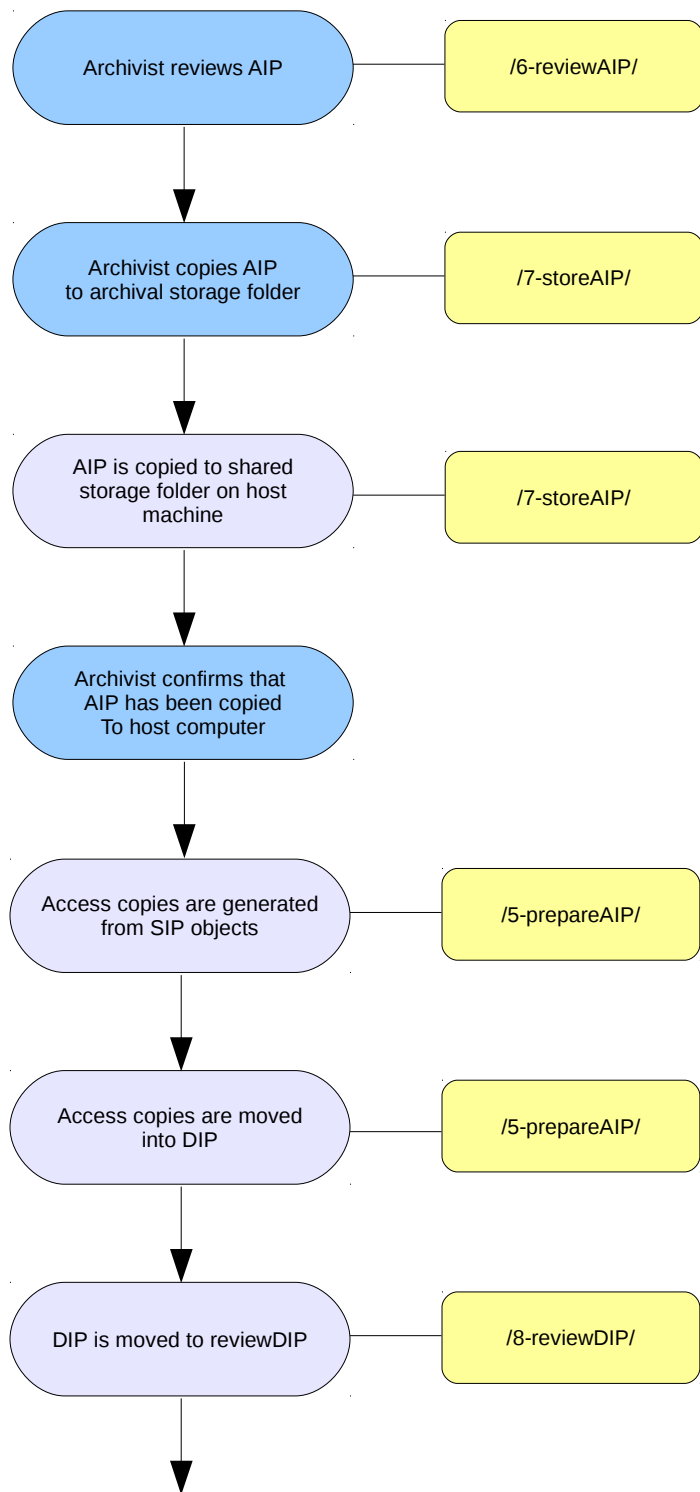 Archivist reviews AIP
/6-reviewAIP/
Archivist copies AIP
to archival storage folder
/7-storeAIP/
AIP is copied to shared
storage folder on host
machine
/7-storeAIP/
Archivist confirms that
AIP has been copied
To host computer
Access copies are generated
from SIP objects
/5-prepareAIP/
Access copies are moved
into DIP
/5-prepareAIP/
DIP is moved to reviewDIP
/8-reviewDIP/